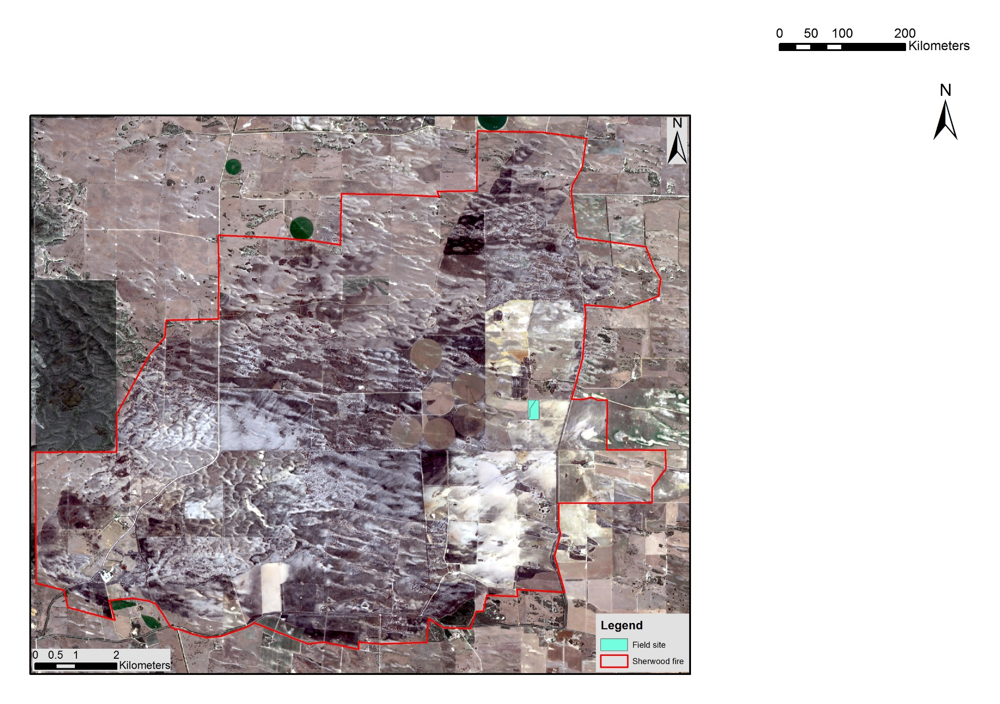 0 50 100 200
Kilometers
N
N
Legend
Field site
Sherwood fire
0 0.5 1 2
Kilometers